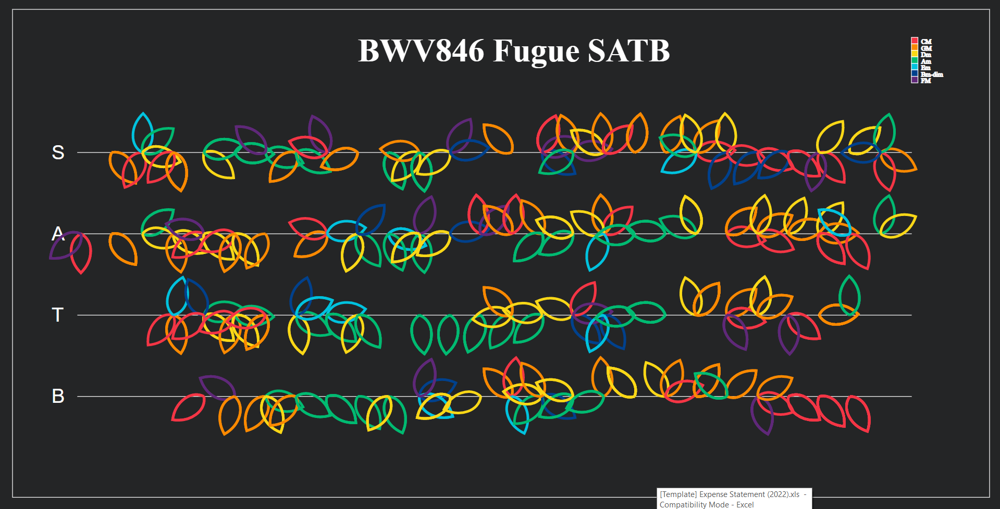 BWV846 Fugue SATB
CM
GM
Dm
Am
Em
Bm-dim
FM
S
A
T
B
[Template] Expense Statement (2022).xls -
Compatibility Mode - Excel